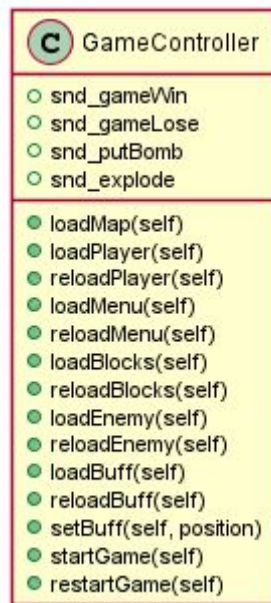 C GameController
snd_gameWin
snd_gameLose
snd_putBomb
snd_explode
loadMap(self)
loadPlayer(self)
reloadPlayer(self)
loadMenu(self)
reloadMenu(self)
loadBlocks(self)
reloadBlocks(self)
loadEnemy(self)
reloadEnemy(self)
loadBuff(self)
reloadBuff(self)
setBuff(self, position)
startGame(self)
restartGame(self)